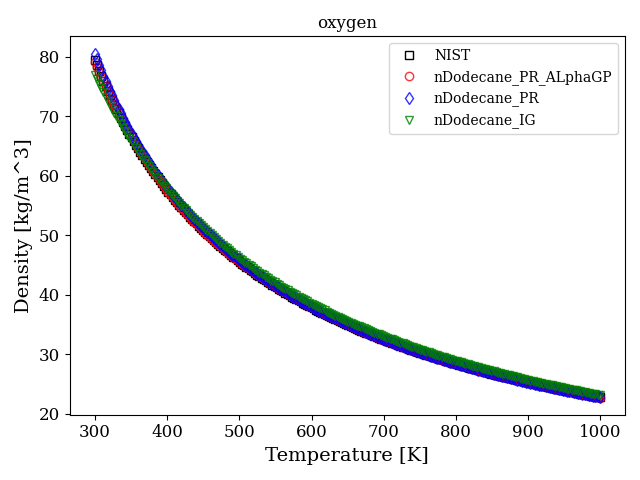 oxygen
NIST
nDodecane_PR_ALphaGP
nDodecane_PR
nDodecane_IG
Density [kg/m^3]
80
70
60
50
40
30
20
300 400 500 600 700 800 900 1000
Temperature [K]